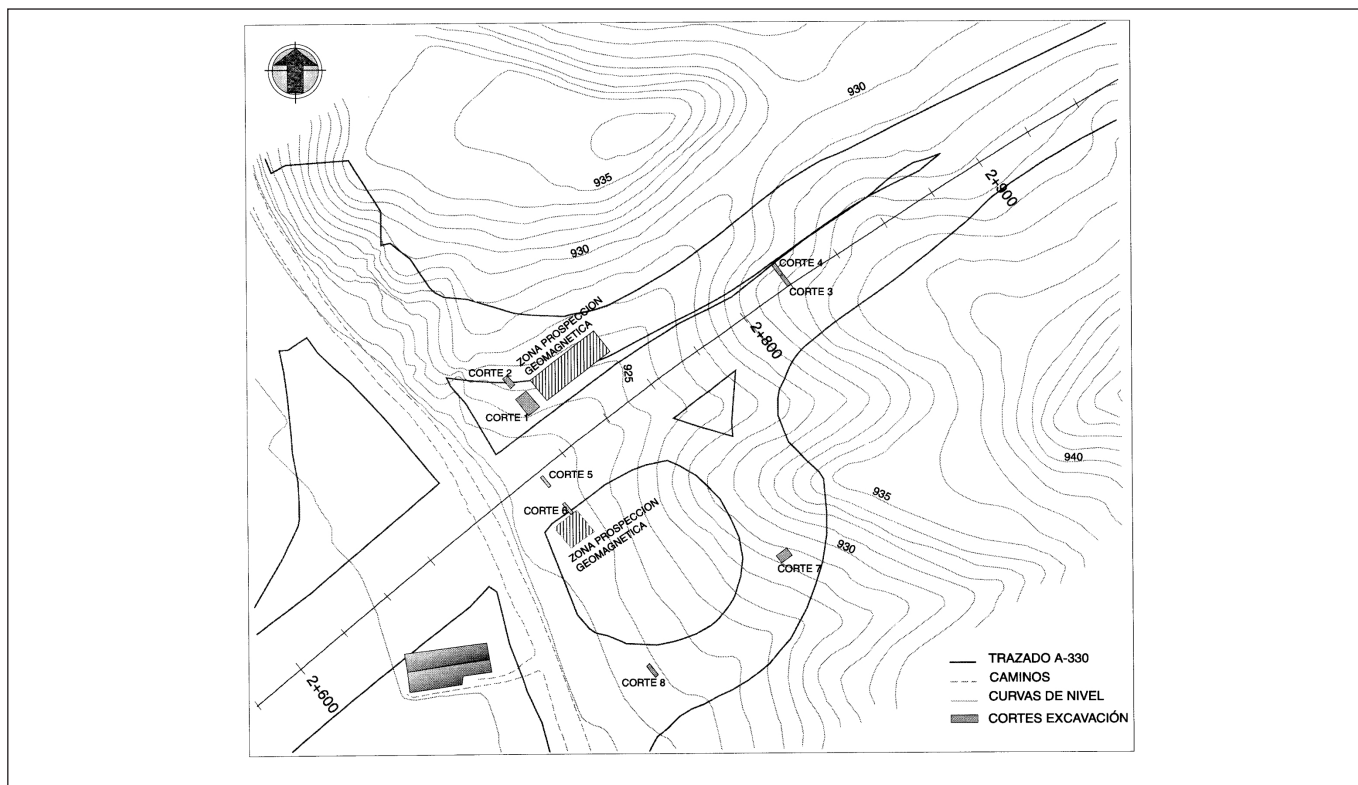 930
935
2+900
930
CORTE 4
CORTE 3
ZONA PROSPECCION
GEOMAGNETICA
2+800
CORTE 2
925
CORTE 1
940
CORTE 5
935
CORTE 6
ZONA PROSPECCION
GEOMAGNETICA
930
CORTE 7
2+600
CORTE 8
TRAZADO A-330
CAMINOS
CURVAS DE NIVEL
CORTES EXCAVACIÓN